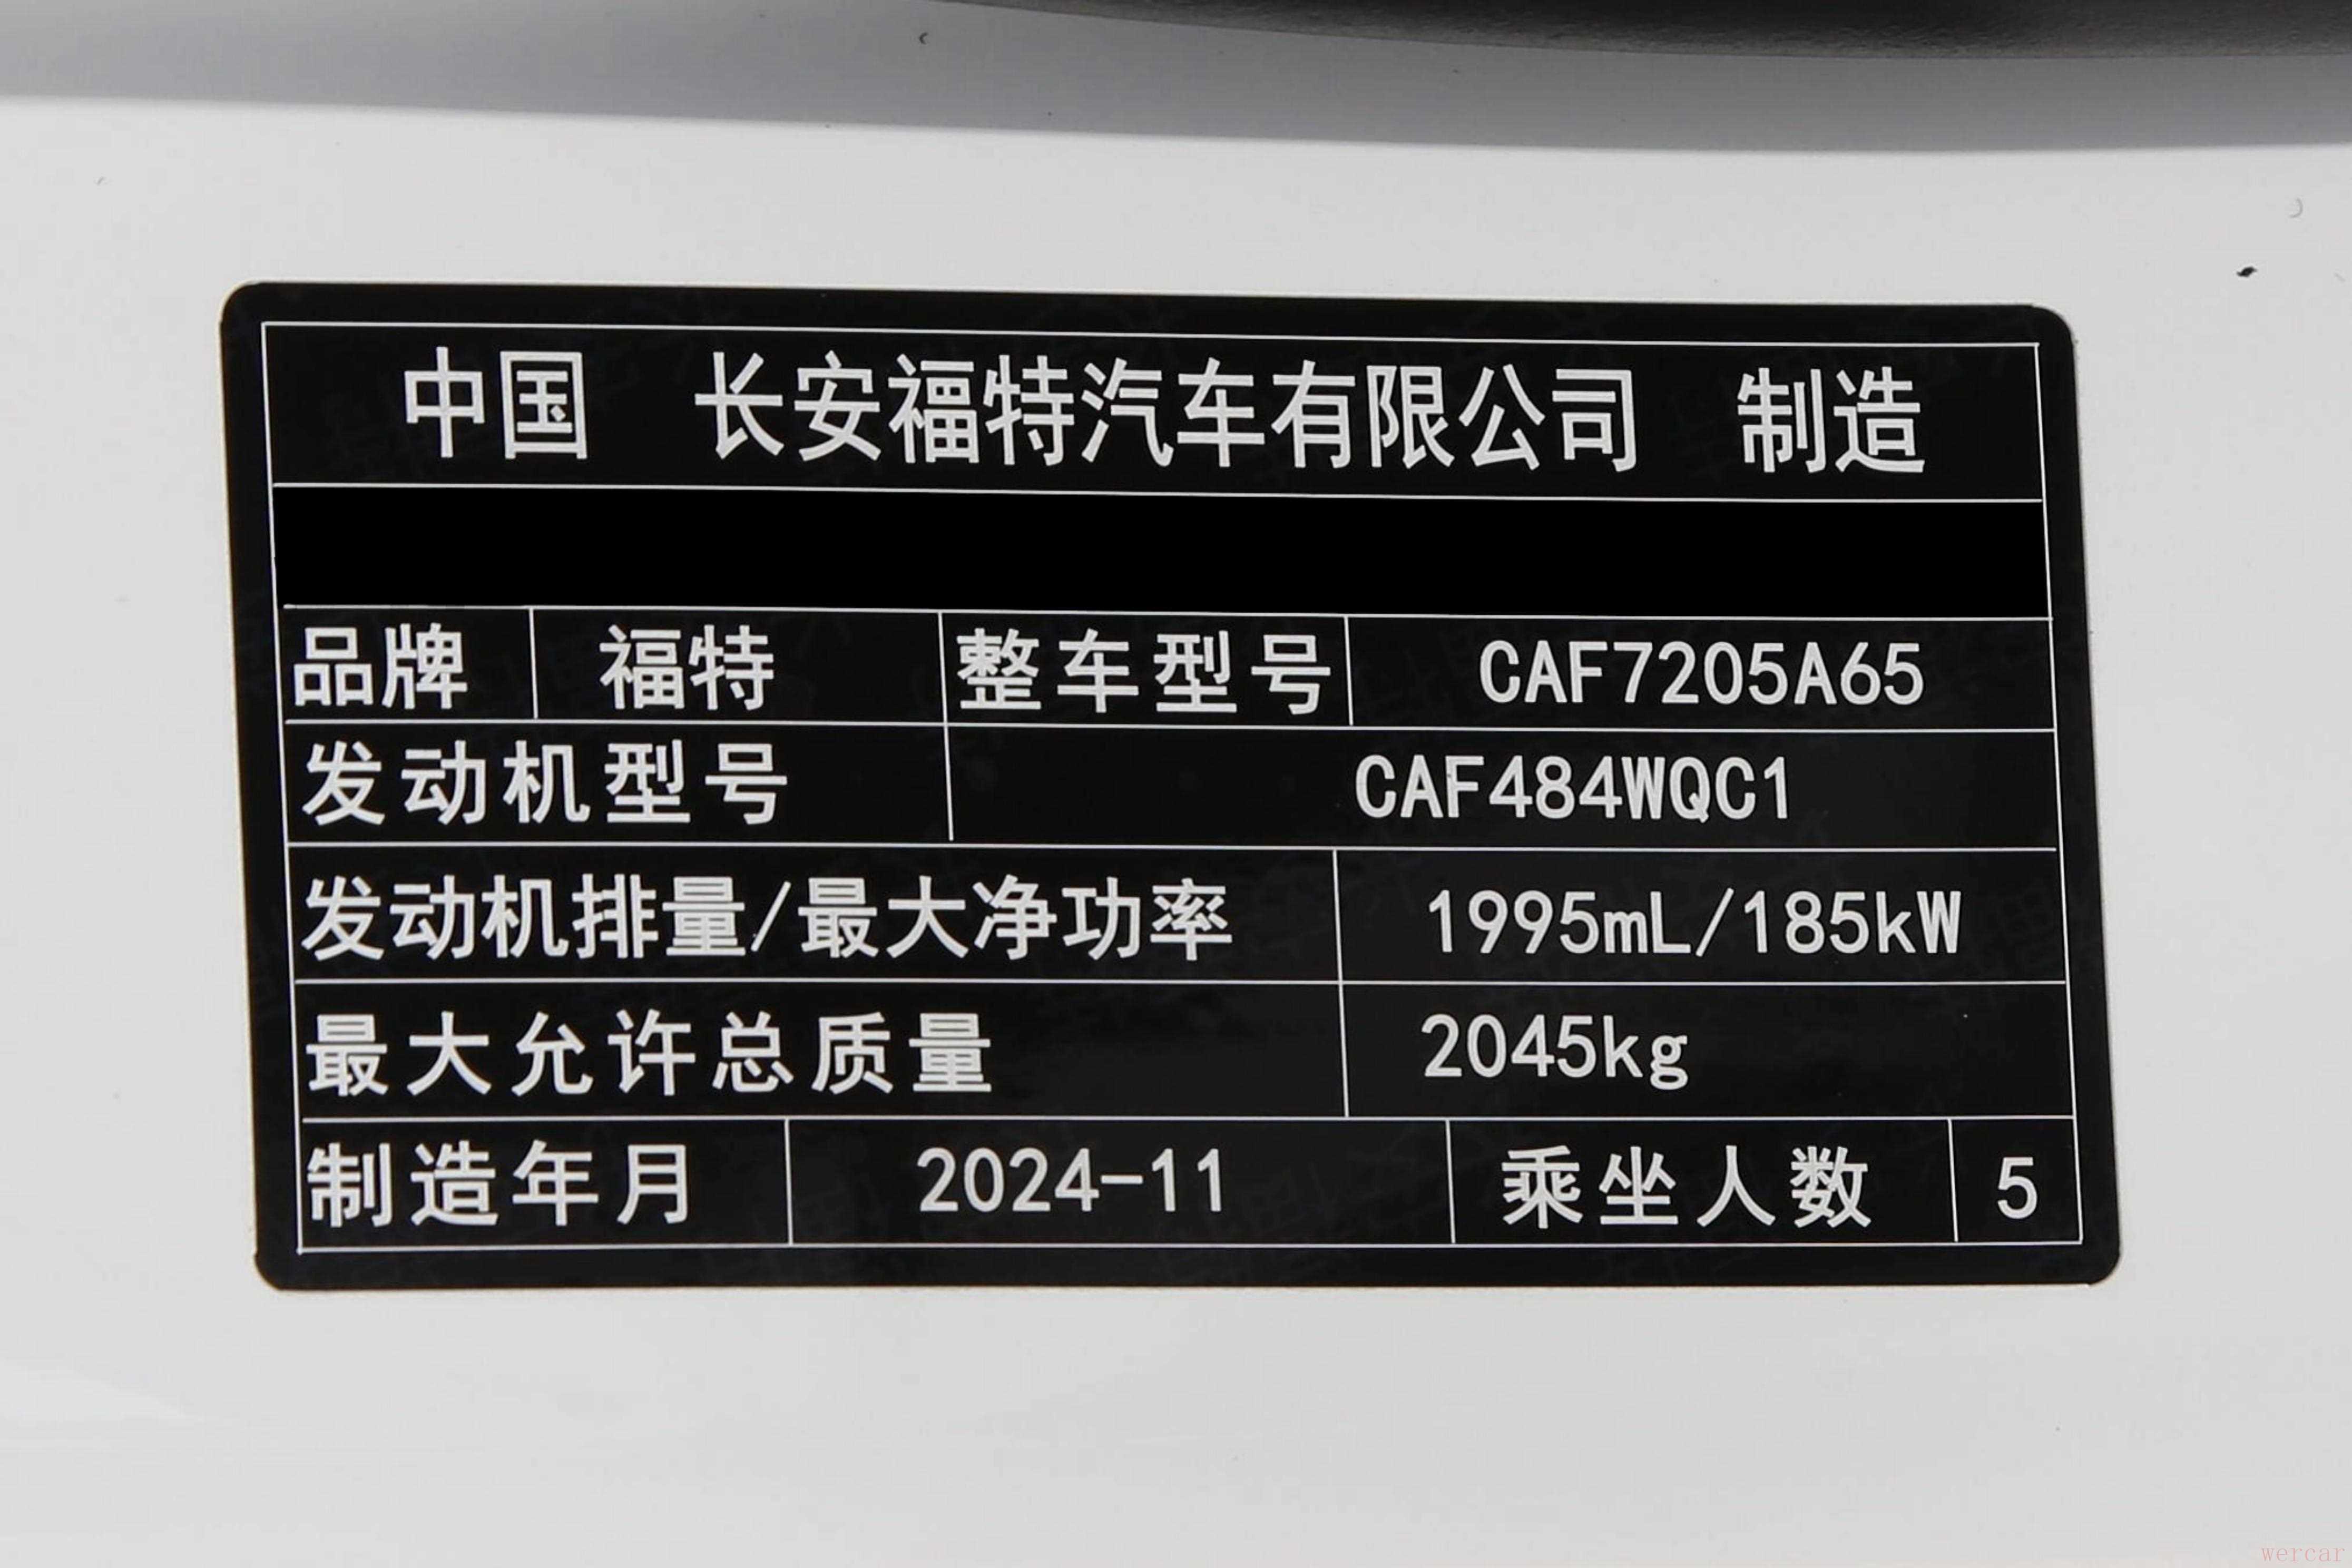 中国 长安福特汽车有限公司 制造
品牌 福特 整车型号 CAF7205A65
发动机型号 CAF484WQC1
发动机排量/最大净功率 1995mL/185kW
最大允许总质量 2045kg
制造年月 2024-11 乘坐人数 5
wercar